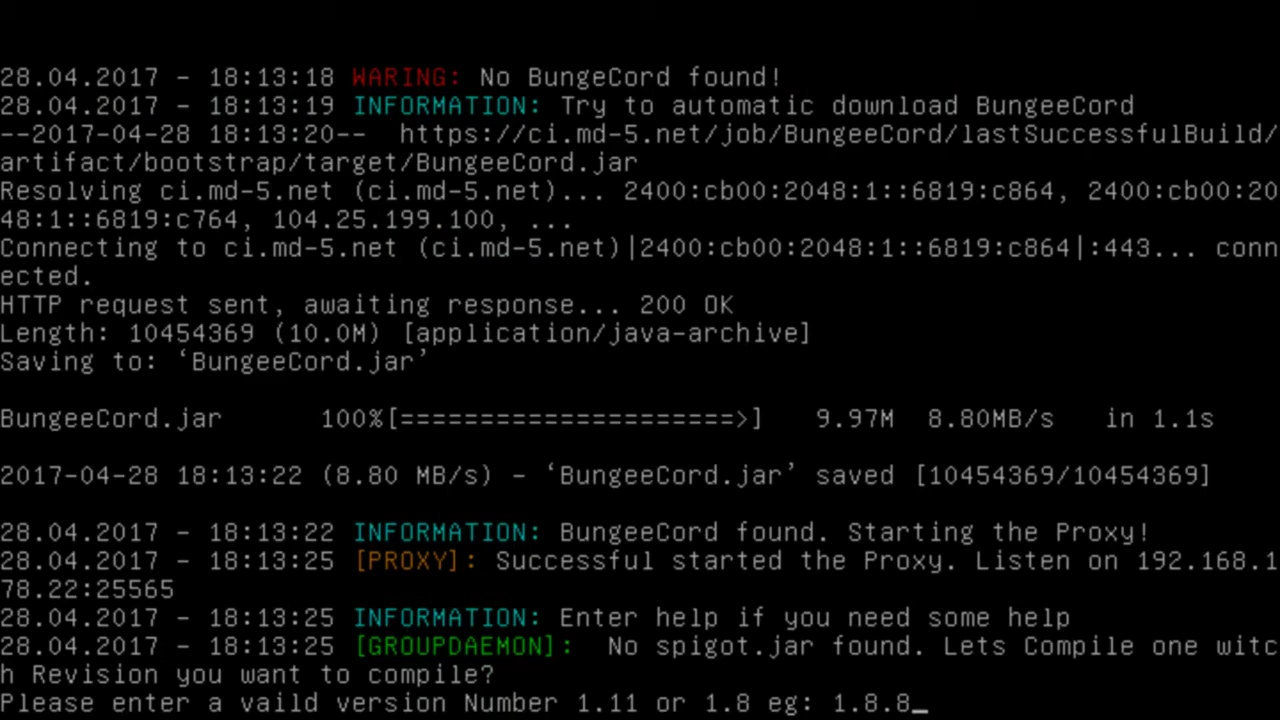 28.04.2017 - 18:13:18 WARING: No BungeCord found!
28.04.2017 - 18:13:19 INFORMATION: Try to automatic download BungeeCord
--2017-04-28 18:13:20--  https://ci.md-5.net/job/BungeeCord/lastSuccessfulBuild/
artifact/bootstrap/target/BungeeCord.jar
Resolving ci.md-5.net (ci.md-5.net)... 2400:cb00:2048:1::6819:c864, 2400:cb00:20
48:1::6819:c764, 104.25.199.100, ...
Connecting to ci.md-5.net (ci.md-5.net)|2400:cb00:2048:1::6819:c864|:443... conn
ected.
HTTP request sent, awaiting response... 200 OK
Length: 10454369 (10.0M) [application/java-archive]
Saving to: ‘BungeeCord.jar’
BungeeCord.jar      100%[=====================>]   9.97M  8.80MB/s   in 1.1s
2017-04-28 18:13:22 (8.80 MB/s) - ‘BungeeCord.jar’ saved [10454369/10454369]
28.04.2017 - 18:13:22 INFORMATION: BungeeCord found. Starting the Proxy!
28.04.2017 - 18:13:25 [PROXY]: Successful started the Proxy. Listen on 192.168.1
78.22:25565
28.04.2017 - 18:13:25 INFORMATION: Enter help if you need some help
28.04.2017 - 18:13:25 [GROUPDAEMON]:  No spigot.jar found. Lets Compile one witc
h Revision you want to compile?
Please enter a vaild version Number 1.11 or 1.8 eg: 1.8.8_